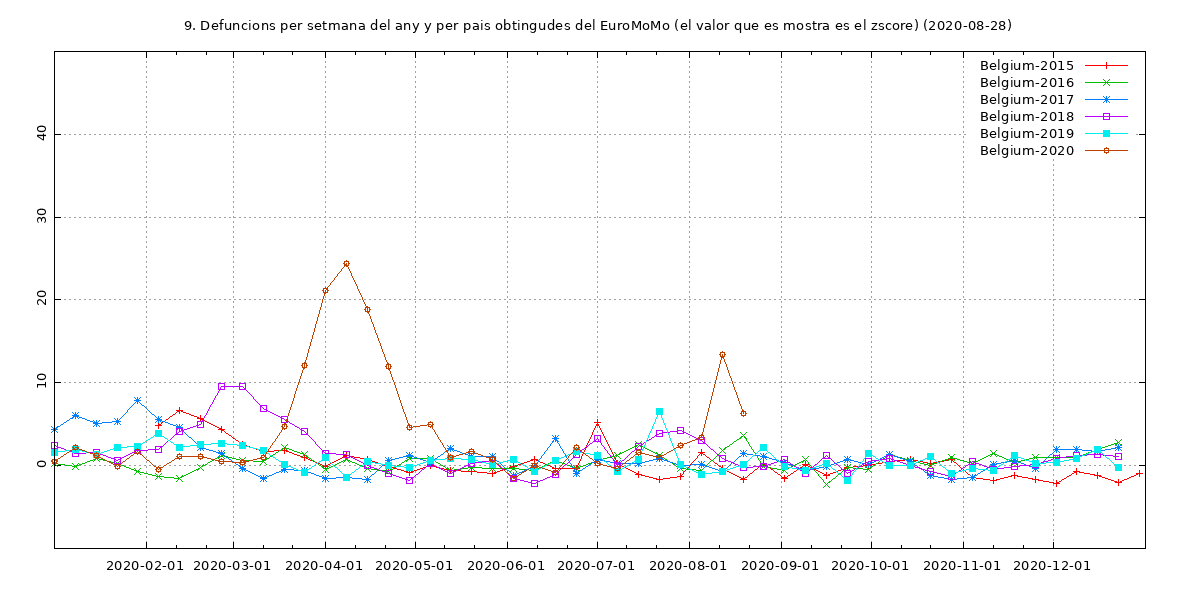 9. Defuncions per setmana del any y per pais obtingudes del EuroMoMo (el valor que es mostra es el zscore) (2020-08-28)
Belgium-2015
Belgium-2016
Belgium-2017
Belgium-2018
Belgium-2019
Belgium-2020
40
30
20
10
0
2020-02-01 2020-03-01 2020-04-01 2020-05-01 2020-06-01 2020-07-01 2020-08-01 2020-09-01 2020-10-01 2020-11-01 2020-12-01